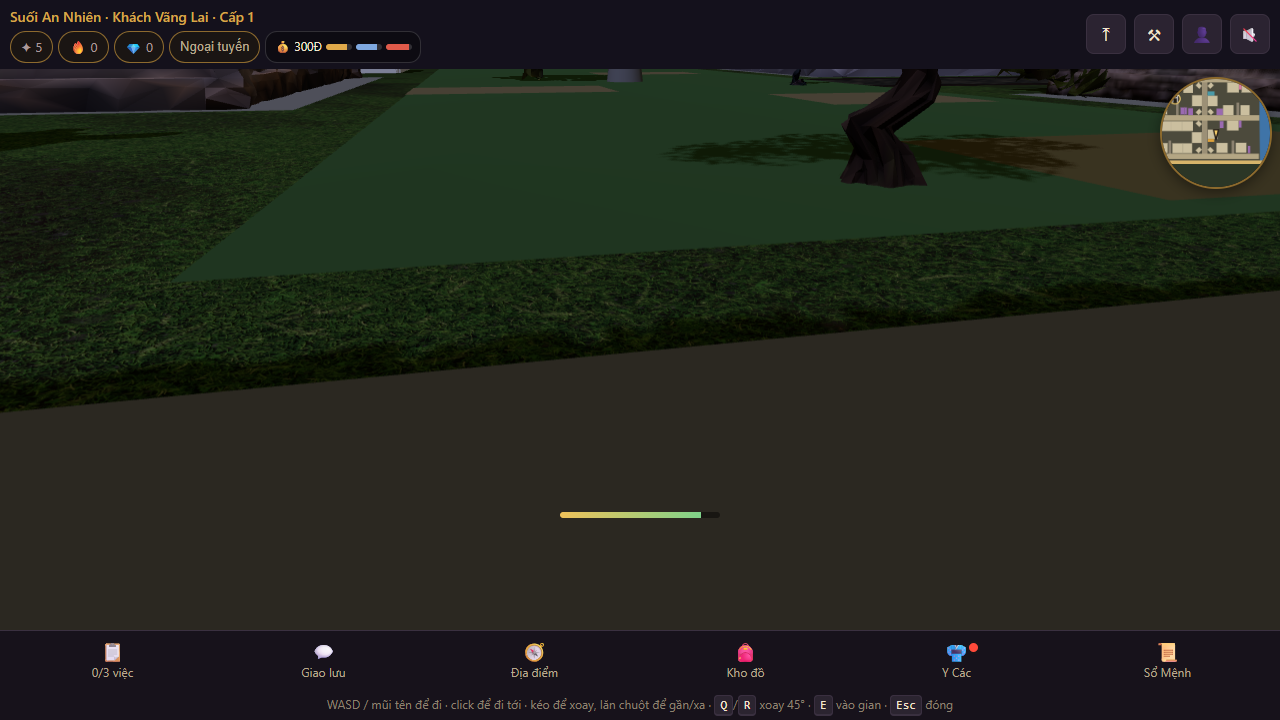 Suối An Nhiên · Khách Vãng Lai · Cấp 1
5
0
0
Ngoại tuyến
300Đ
0/3 việc
Giao lưu
Địa điểm
Kho đồ
Y Các
Sổ Mệnh
WASD / mũi tên để đi · click để đi tới · kéo để xoay, lăn chuột để gần/xa · Q / R xoay 45° · E vào gian · Esc đóng